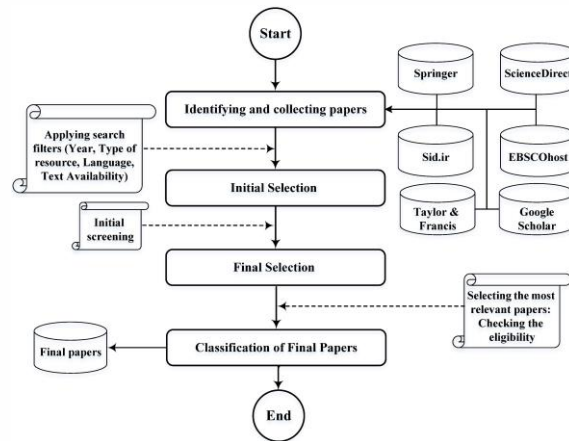 Start
Springer
ScienceDirect
Identifying and collecting papers
Applying search
filters (Year, Type of
resource, Language,
Text Availability)
Sid.ir
EBSCOhost
Initial Selection
Taylor &
Francis
Google
Scholar
Initial
screening
Final Selection
Selecting the most
relevant papers:
Checking the
eligibility
Final papers
Classification of Final Papers
End